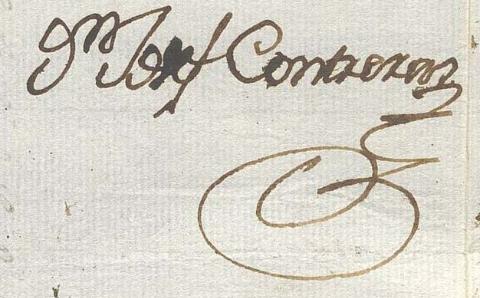 Dn Josef Contreras